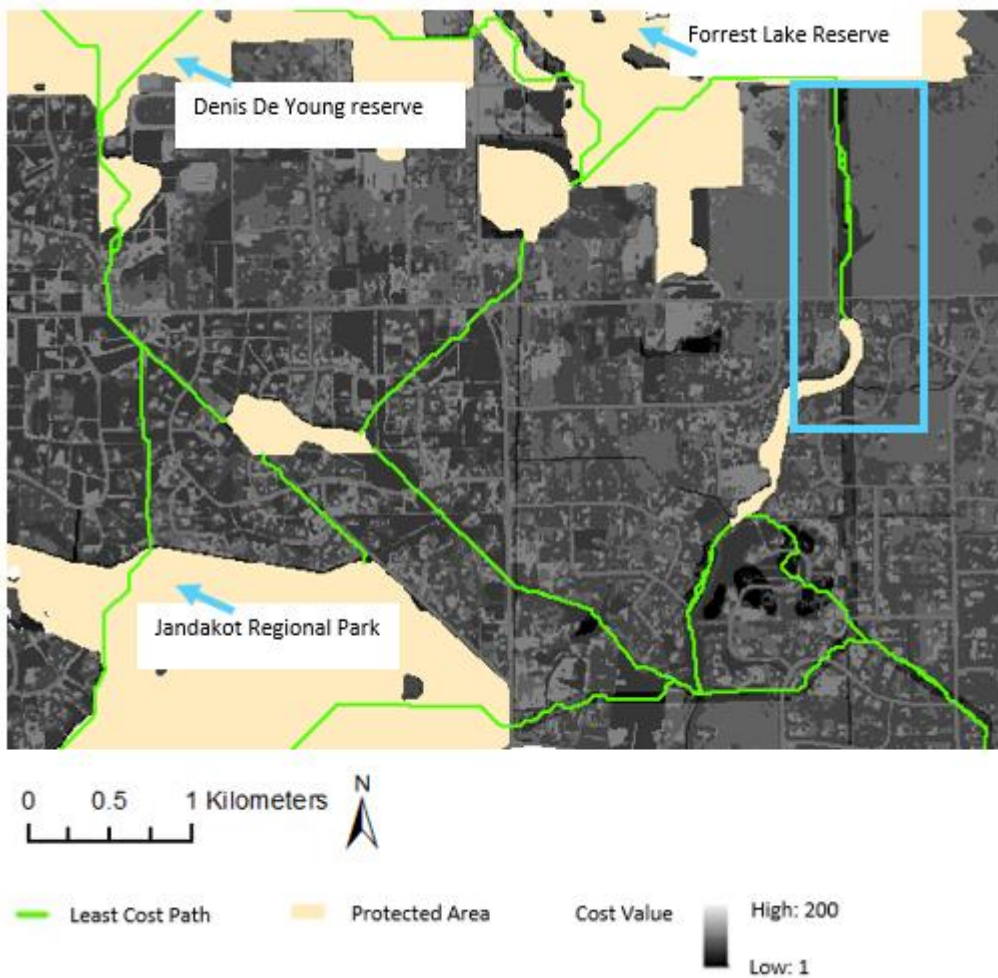 Forrest Lake Reserve
Denis De Young reserve
Jandakot Regional Park
0 0.5 1 Kilometers
N
Least Cost Path
Protected Area
Cost Value
High: 200
Low: 1